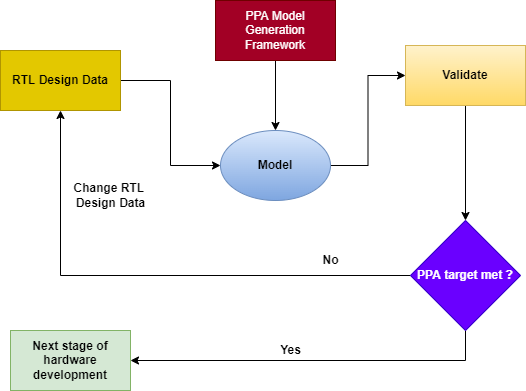 PPA Model
Generation
Framework
RTL Design Data
Validate
Model
Change RTL
Design Data
No
PPA target met ?
Yes
Next stage of
hardware
development